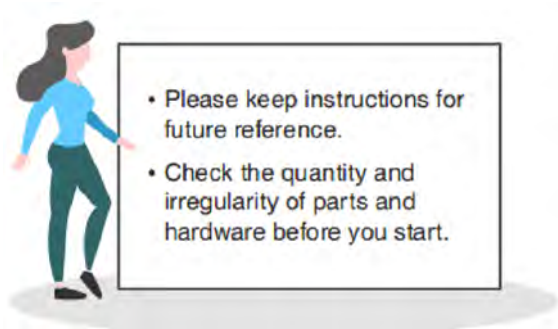 • Please keep instructions for
future reference.
• Check the quantity and
irregularity of parts and
hardware before you start.